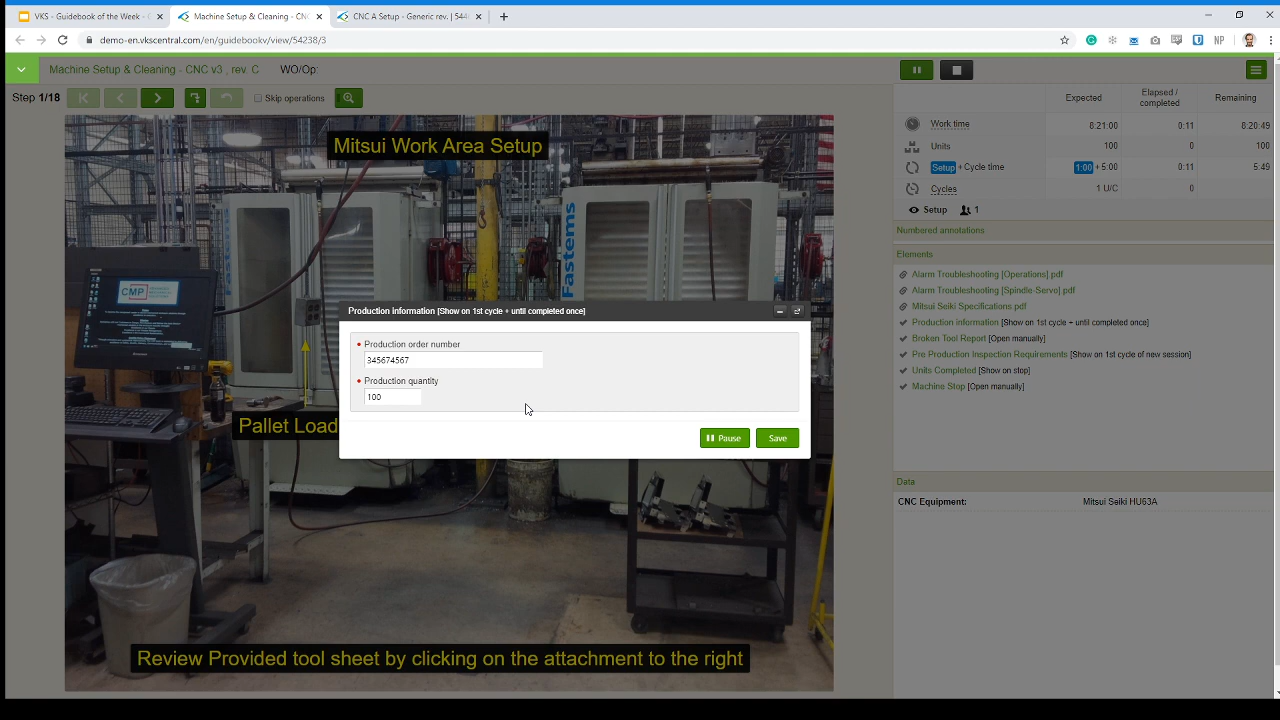 VKS - Guidebook of the Week - C
Machine Setup & Cleaning - CNC
CNC A Setup - Generic rev. | 544
demo-en.vkscentral.com/en/guidebookv/view/54238/3
NP
Machine Setup & Cleaning - CNC v3 , rev. C
WO/Op:
Step 1/18
Skip operations
Expected
Elapsed / completed
Remaining
Work time 8:21:00 0:11 8:20:49
Units 100 0 100
Setup + Cycle time 1:00 + 5:00 0:11 5:49
Cycles 1 U/C 0
Setup 1
Numbered annotations
Elements
Alarm Troubleshooting [Operations] pdf
Alarm Troubleshooting [Spindle-Servo] pdf
Mitsui Seiki Specifications pdf
Production information [Show on 1st cycle + until completed once]
Broken Tool Report [Open manually]
Pre Production Inspection Requirements [Show on 1st cycle of new session]
Units Completed [Show on stop]
Machine Stop [Open manually]
Data
CNC Equipment: Mitsui Seiki HU63A
Mitsui Work Area Setup
Fastems
CMP
Pallet Load
Production information [Show on 1st cycle + until completed once]
Production order number
345674567
Production quantity
100
Pause
Save
Review Provided tool sheet by clicking on the attachment to the right